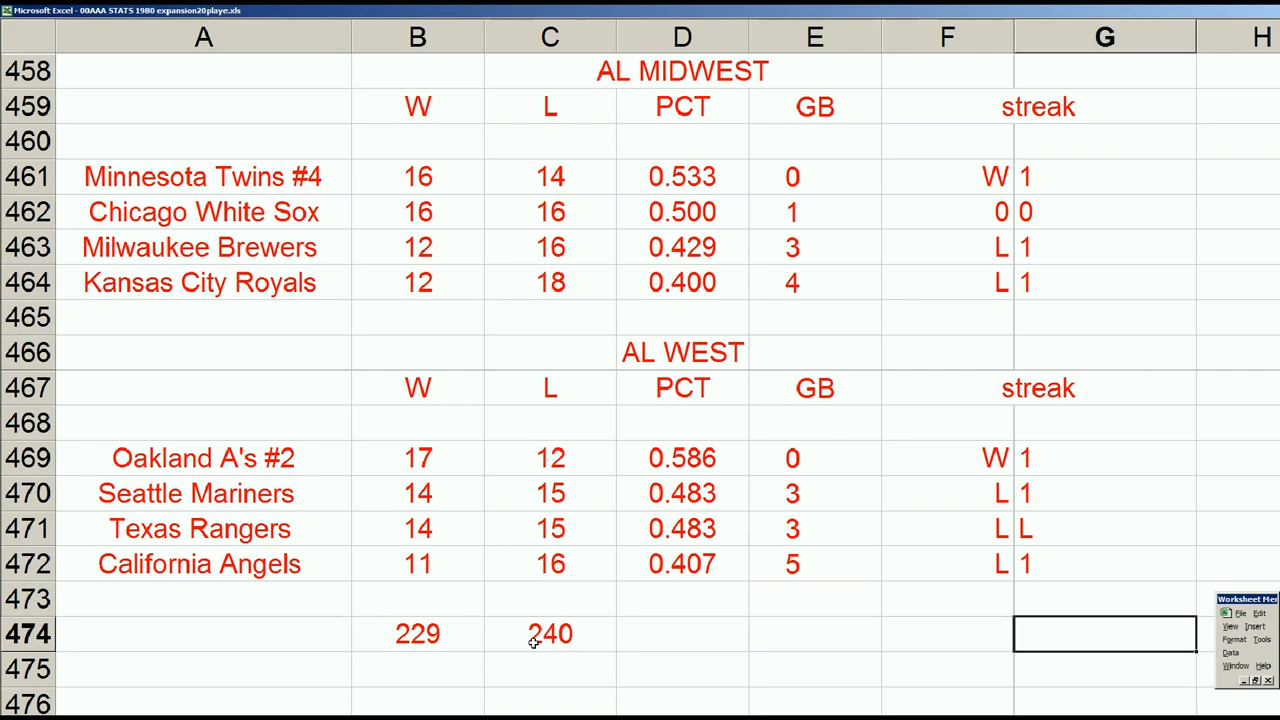 Microsoft Excel - 00AAA STATS 1980 expansion20playe.xls
A B C D E F G H
458 AL MIDWEST
459 W L PCT GB streak
460
461 Minnesota Twins #4 16 14 0.533 0 W 1
462 Chicago White Sox 16 16 0.500 1 0 0
463 Milwaukee Brewers 12 16 0.429 3 L 1
464 Kansas City Royals 12 18 0.400 4 L 1
465
466 AL WEST
467 W L PCT GB streak
468
469 Oakland A's #2 17 12 0.586 0 W 1
470 Seattle Mariners 14 15 0.483 3 L 1
471 Texas Rangers 14 15 0.483 3 L L
472 California Angels 11 16 0.407 5 L 1
473
474 229 240
475
476
Worksheet Mer
File Edit
View Insert
Format Tools
Data
Window Help